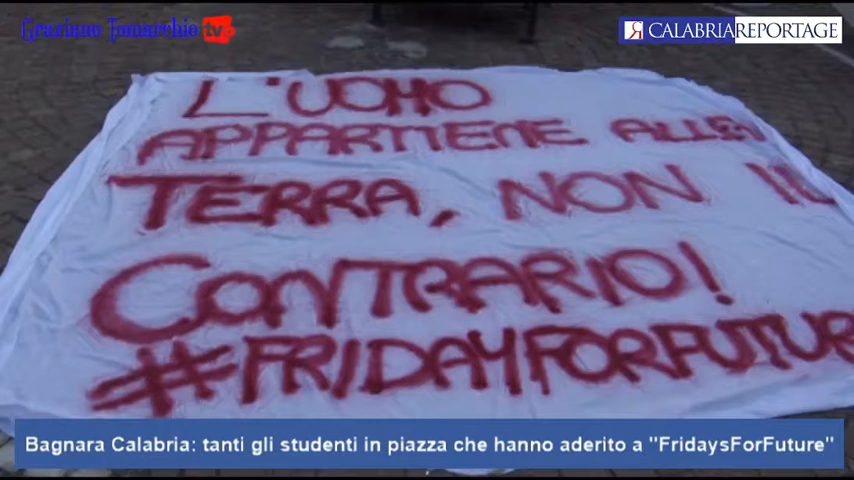 Graziano Tomarchio tv
CALABRIAREPORTAGE
L'UOMO
APPARTIENE ALLA
TERRA, NON IL
CONTRARIO!
#FRIDAYFORFUTUR
Bagnara Calabria: tanti gli studenti in piazza che hanno aderito a "FridaysForFuture"